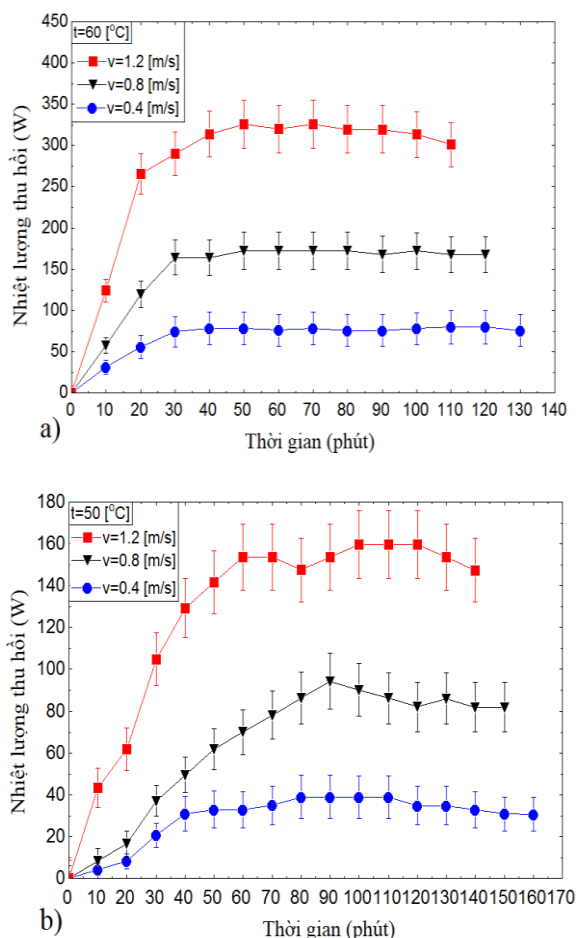 t=60 [°C]
v=1.2 [m/s]
v=0.8 [m/s]
v=0.4 [m/s]
Nhiệt lượng thu hồi (W)
450
400
350
300
250
200
150
100
50
0
0 10 20 30 40 50 60 70 80 90 100 110 120 130 140
a)
Thời gian (phút)
t=50 [°C]
v=1.2 [m/s]
v=0.8 [m/s]
v=0.4 [m/s]
Nhiệt lượng thu hồi (W)
180
160
140
120
100
80
60
40
20
0
0 10 20 30 40 50 60 70 80 90 100 110 120 130 140 150 160 170
b)
Thời gian (phút)